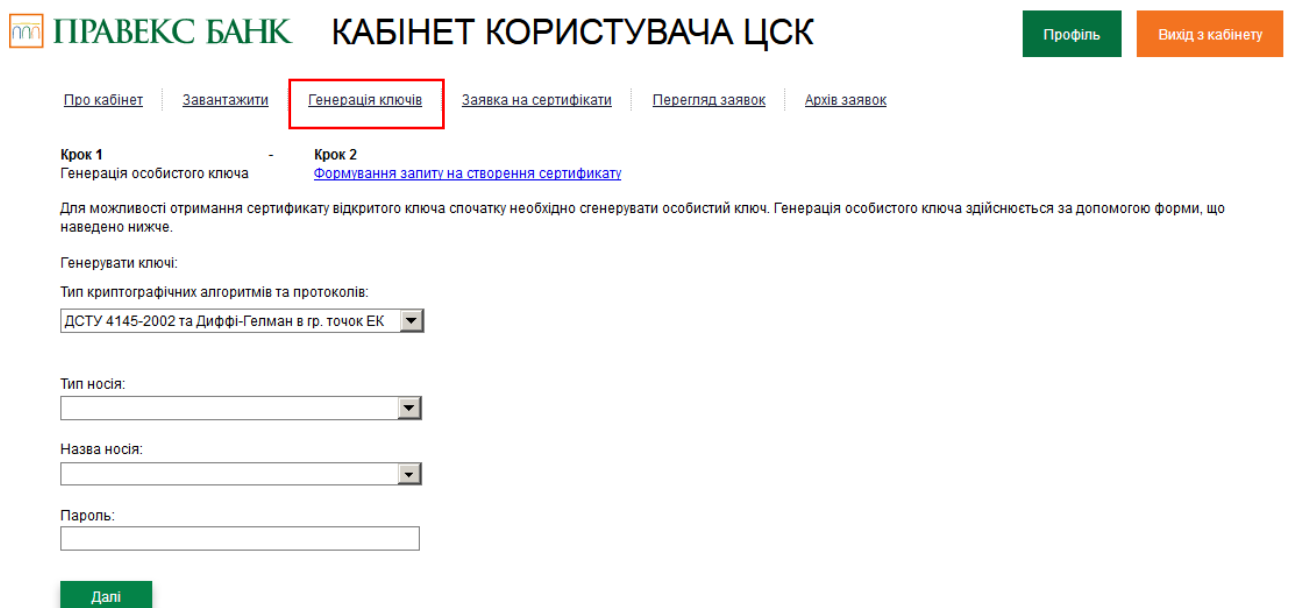 ПРАВЕКС БАНК КАБІНЕТ КОРИСТУВАЧА ЦСК Профіль Вихід з кабінету
Про кабінет Завантажити Генерація ключів Заявка на сертифікати Перегляд заявок Архів заявок
Крок 1 - Крок 2
Генерація особистого ключа Формування запиту на створення сертифікату
Для можливості отримання сертифікату відкритого ключа спочатку необхідно сгенерувати особистий ключ. Генерація особистого ключа здійснюється за допомогою форми, що
наведено нижче.
Генерувати ключі:
Тип криптографічних алгоритмів та протоколів:
ДСТУ 4145-2002 та Диффі-Гелман в гр. точок ЕК
Тип носія:
Назва носія:
Пароль:
Далі